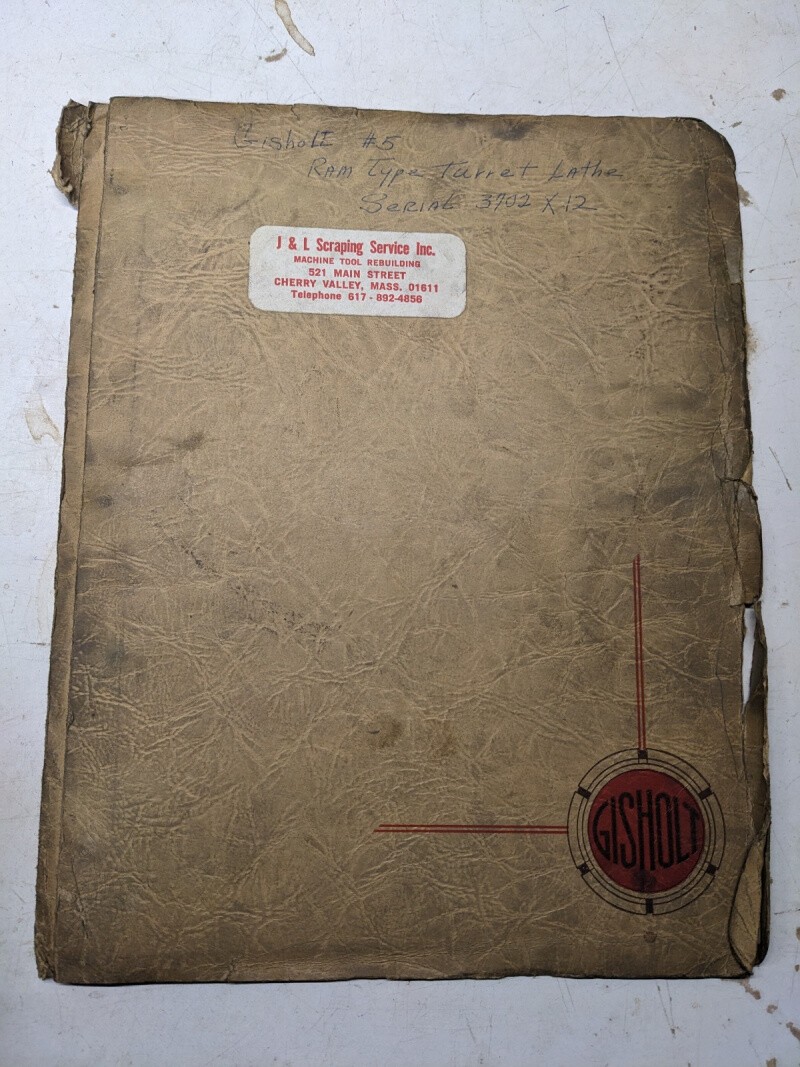 Gisholt #5
Ram Type Turret Lathe
Serial 3702 X 12
J & L Scraping Service Inc.
MACHINE TOOL REBUILDING
521 MAIN STREET
CHERRY VALLEY, MASS. 01611
Telephone 617 - 892-4856
GISHOLT